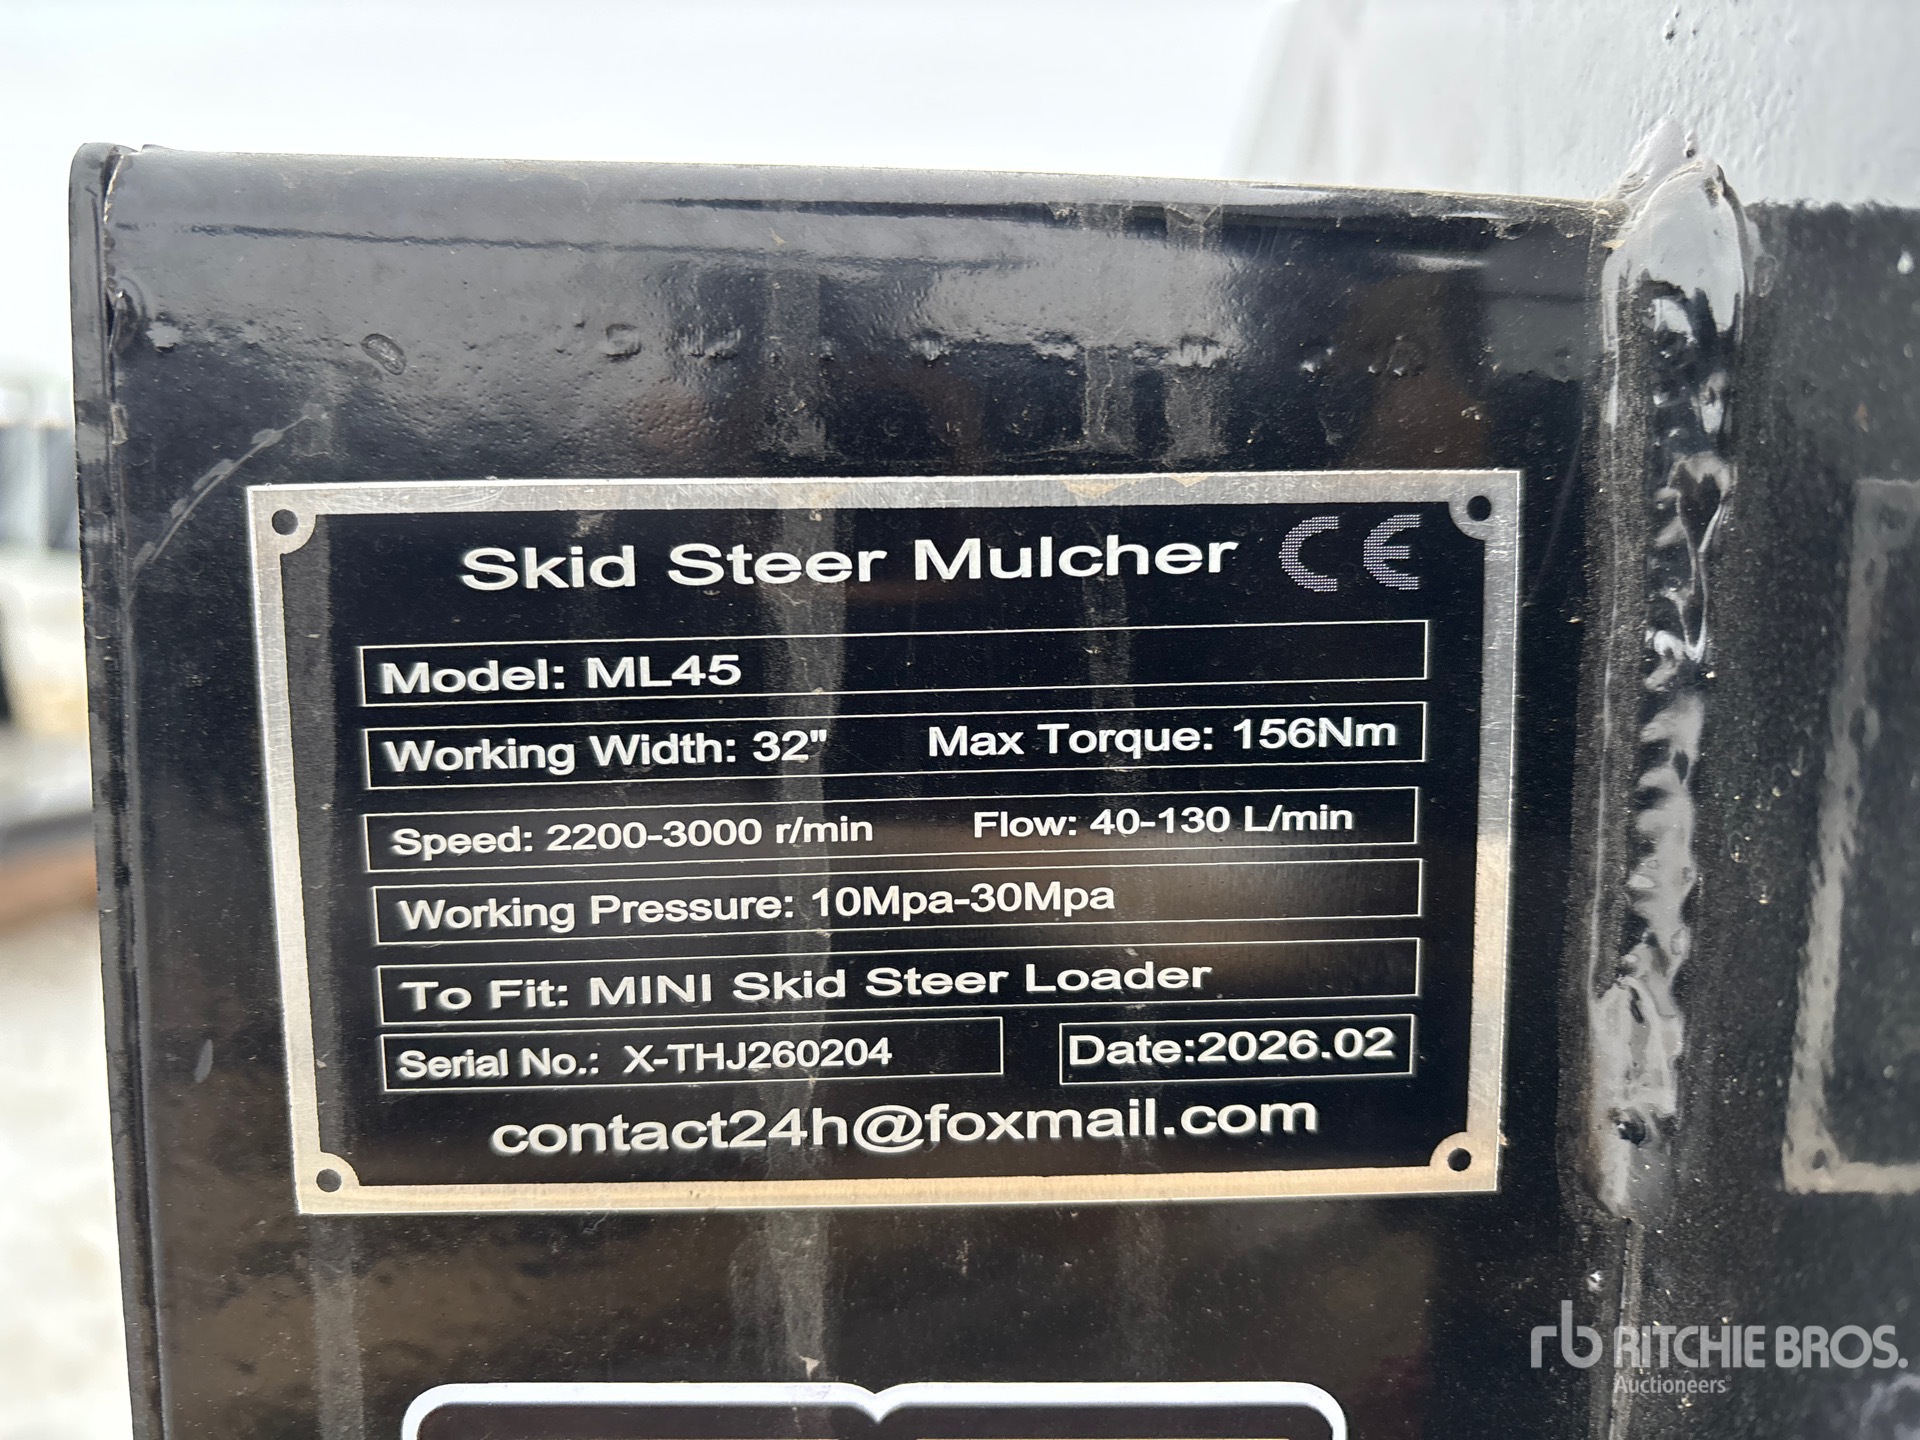 Skid Steer Mulcher CE
Model: ML45
Working Width: 32" Max Torque: 156Nm
Speed: 2200-3000 r/min Flow: 40-130 L/min
Working Pressure: 10Mpa-30Mpa
To Fit: MINI Skid Steer Loader
Serial No.: X-THJ260204 Date:2026.02
contact24h@foxmail.com
rb RITCHIE BROS.
Auctioneers